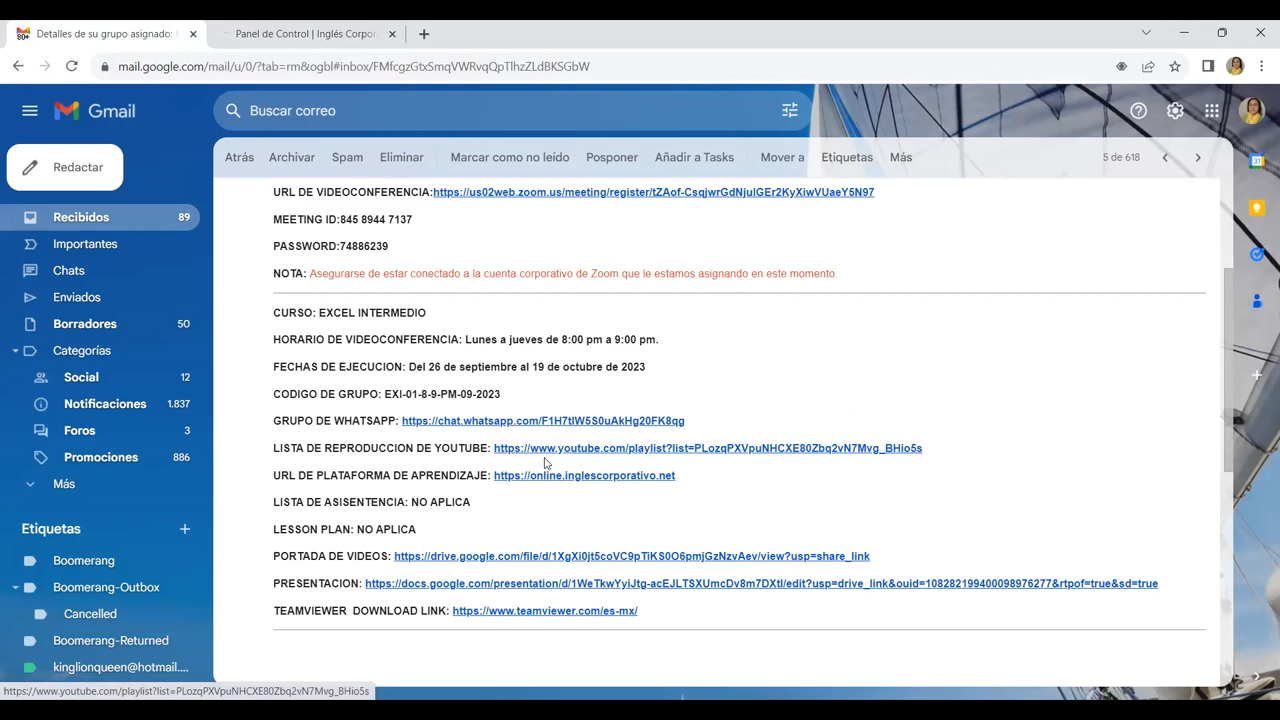 Detalles de su grupo asignado:
Panel de Control | Inglés Corpor
mail.google.com/mail/u/0/?tab=rm&ogbl#inbox/FMfcgzGtxSmqVWRvqQpTlhzZLdBKSGbW
80+
Gmail
Buscar correo
Redactar
Atrás Archivar Spam Eliminar Marcar como no leído Posponer Añadir a Tasks Mover a Etiquetas Más 5 de 618
Recibidos 89
Importantes
Chats
Enviados
Borradores 50
Categorías
Social 12
Notificaciones 1.837
Foros 3
Promociones 886
Más
Etiquetas
Boomerang
Boomerang-Outbox
Cancelled
Boomerang-Returned
kinglionqueen@hotmail....
URL DE VIDEOCONFERENCIA:https://us02web.zoom.us/meeting/register/tZAof-CsqjwrGdNjulGEr2KyXiwVUaeY5N97
MEETING ID:845 8944 7137
PASSWORD:74886239
NOTA: Asegurarse de estar conectado a la cuenta corporativo de Zoom que le estamos asignando en este momento.
CURSO: EXCEL INTERMEDIO
HORARIO DE VIDEOCONFERENCIA: Lunes a jueves de 8:00 pm a 9:00 pm.
FECHAS DE EJECUCION: Del 26 de septiembre al 19 de octubre de 2023
CODIGO DE GRUPO: EXI-01-8-9-PM-09-2023
GRUPO DE WHATSAPP: https://chat.whatsapp.com/F1H7tIW5S0uAkHg20FK8qg
LISTA DE REPRODUCCION DE YOUTUBE: https://www.youtube.com/playlist?list=PLozqPXVpuNHCXE80Zbq2vN7Mvg_BHio5s
URL DE PLATAFORMA DE APRENDIZAJE: https://online.inglescorporativo.net
LISTA DE ASISENTENCIA: NO APLICA
LESSON PLAN: NO APLICA
PORTADA DE VIDEOS: https://drive.google.com/file/d/1XgXi0jt5coVC9pTiKS0O6pmjGzNzvAev/view?usp=share_link
PRESENTACION: https://docs.google.com/presentation/d/1WeTkwYyiJtg-acEJLTSXUmcDv8m7DXtl/edit?usp=drive_link&ouid=108282199400098976277&rtpof=true&sd=true
TEAMVIEWER DOWNLOAD LINK: https://www.teamviewer.com/es-mx/
31
https://www.youtube.com/playlist?list=PLozqPXVpuNHCXE80Zbq2vN7Mvg_BHio5s